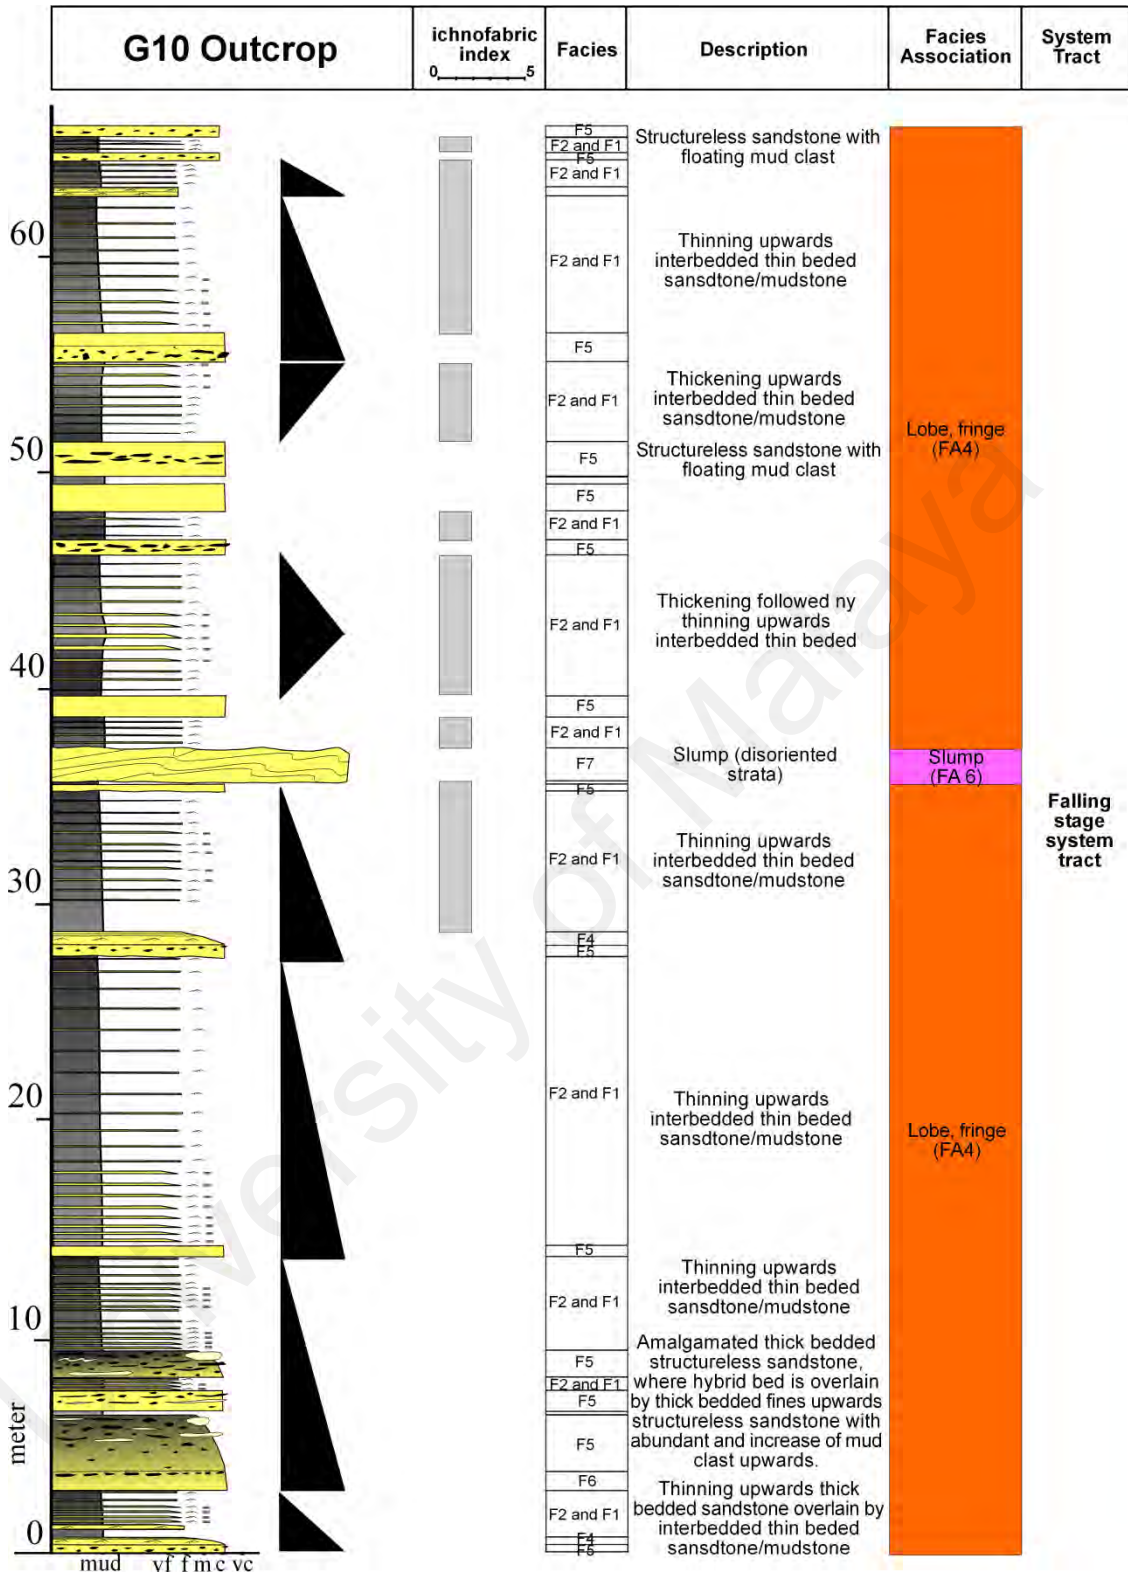 G10 Outcrop
ichnofabric
index
0 5
Facies
Description
Facies
Association
System
Tract
F5
F2 and F1
F5
F2 and F1
Structureless sandstone with
floating mud clast
60
F2 and F1
Thinning upwards
interbedded thin beded
sansdtone/mudstone
F5
F2 and F1
Thickening upwards
interbedded thin beded
sansdtone/mudstone
Lobe, fringe
(FA4)
50
F5
Structureless sandstone with
floating mud clast
F5
F2 and F1
F5
F2 and F1
Thickening followed ny
thinning upwards
interbedded thin beded
40
F5
F2 and F1
F7
Slump (disoriented
strata)
Slump
(FA 6)
F5
Falling
stage
system
tract
F2 and F1
Thinning upwards
interbedded thin beded
sansdtone/mudstone
30
F4
F5
F2 and F1
20
Thinning upwards
interbedded thin beded
sansdtone/mudstone
Lobe, fringe
(FA4)
F5
F2 and F1
Thinning upwards
interbedded thin beded
sansdtone/mudstone
10
F5
F2 and F1
F5
F5
Amalgamated thick bedded
structureless sandstone,
where hybrid bed is overlain
by thick bedded fines upwards
structureless sandstone with
abundant and increase of mud
clast upwards.
meter
F6
F2 and F1
F4
F5
Thinning upwards thick
bedded sandstone overlain by
interbedded thin beded
sansdtone/mudstone
0
mud vf f m c vc
University of Malaya